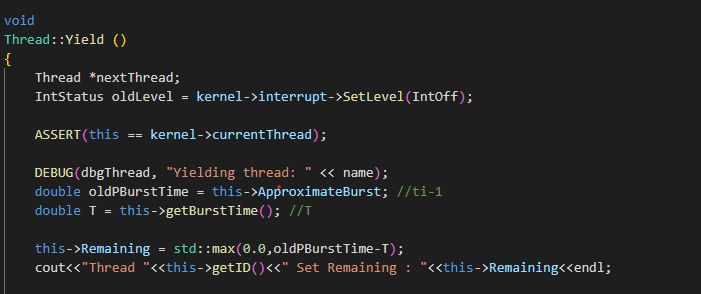 void
Thread::Yield ()
{
Thread *nextThread;
IntStatus oldLevel = kernel->interrupt->SetLevel(IntOff);
ASSERT(this == kernel->currentThread);
DEBUG(dbgThread, "Yielding thread: " << name);
double oldPBurstTime = this->ApproximateBurst; //ti-1
double T = this->getBurstTime(); //T
this->Remaining = std::max(0.0,oldPBurstTime-T);
cout<<"Thread "<<this->getID()<<" Set Remaining : "<<this->Remaining<<endl;